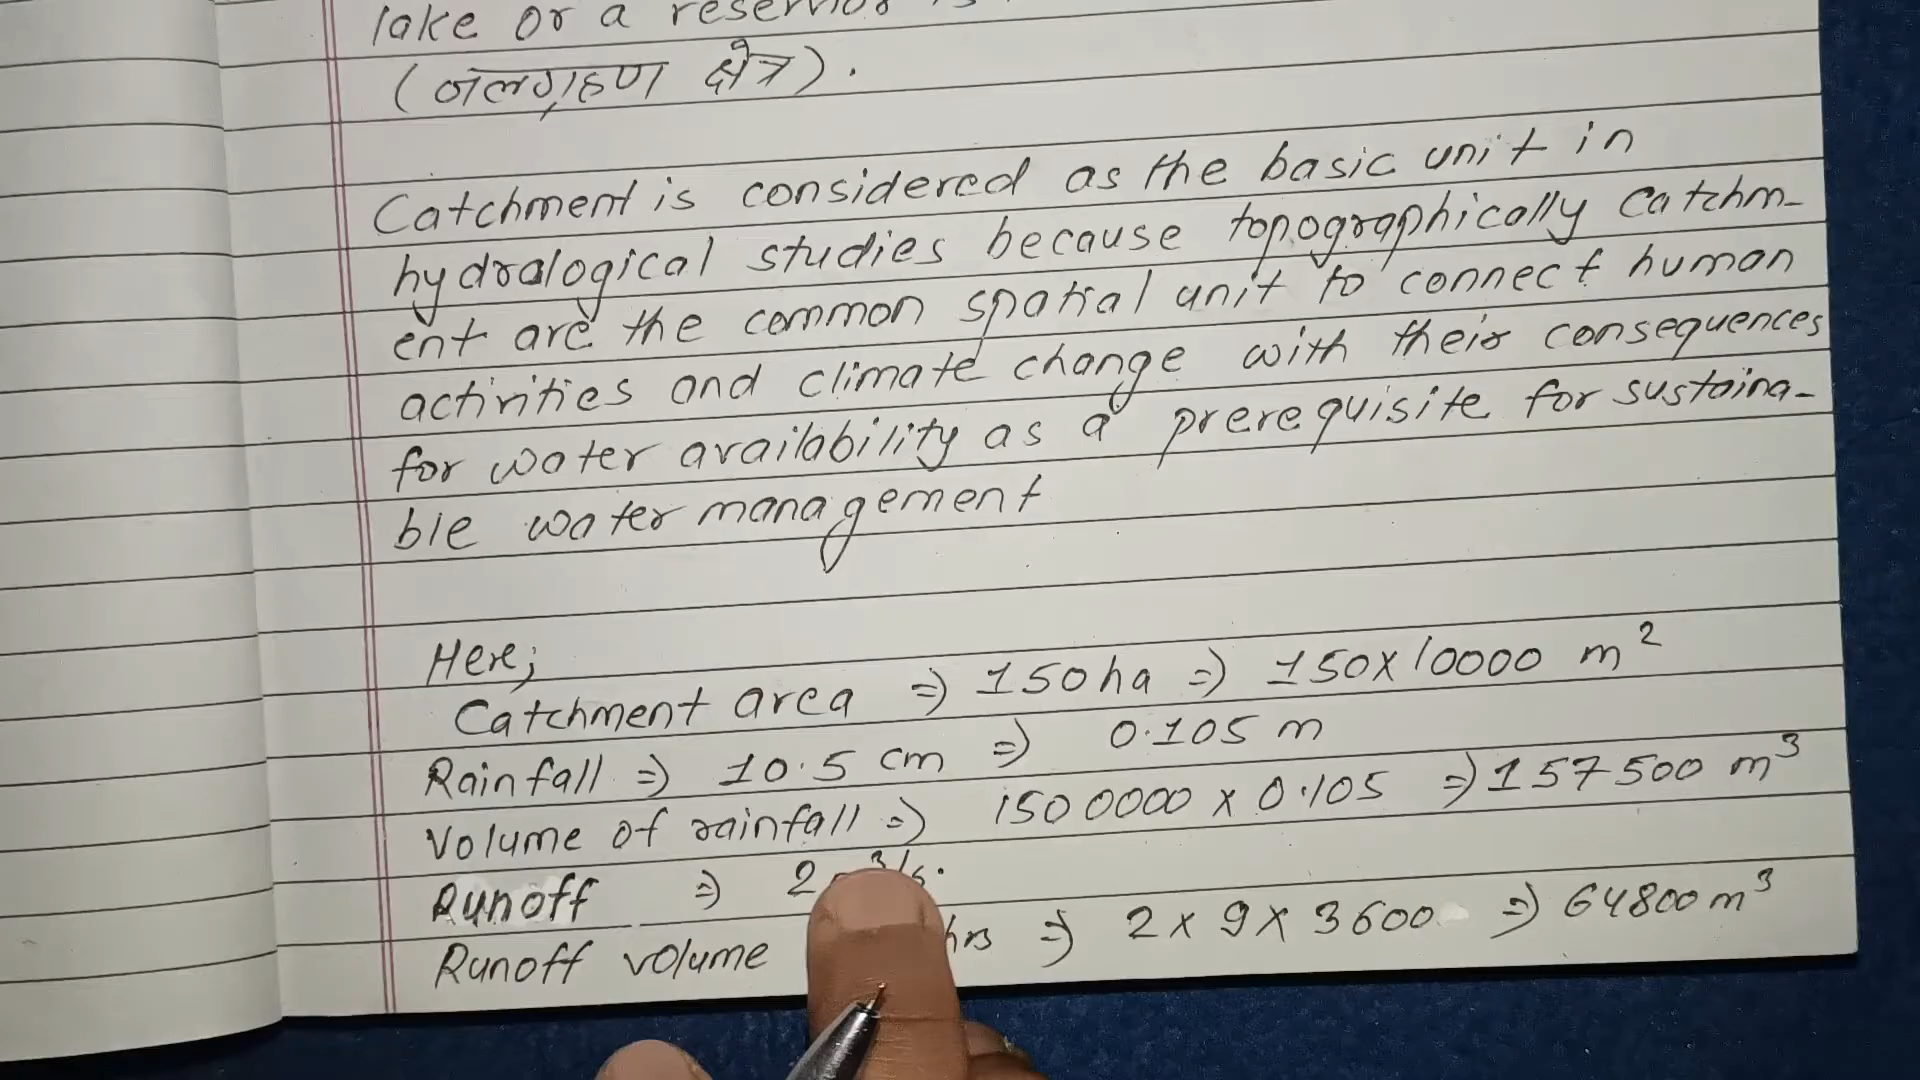 lake or a reservior
(जलग्रहण क्षेत्र).
Catchment is considered as the basic unit in
hydrological studies because topographically catchm-
ent are the common spatial unit to connect human
activities and climate change with their consequences
for water availability as a prerequisite for sustaina-
ble water management
Here;
Catchment area ⇒ 150 ha ⇒ 150 x 10000 m²
Rainfall ⇒ 10.5 cm ⇒ 0.105 m
Volume of rainfall ⇒ 1500000 x 0.105 ⇒ 157500 m³
Runoff ⇒ 2 ³/s.
Runoff volume hrs ⇒ 2 x 9 x 3600 ⇒ 64800 m³